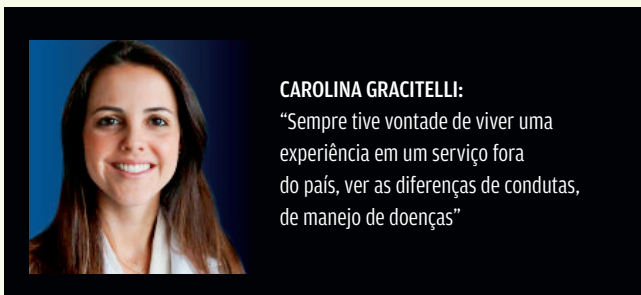 CAROLINA GRACITELLI:
“Sempre tive vontade de viver uma
experiência em um serviço fora
do país, ver as diferenças de condutas,
de manejo de doenças”